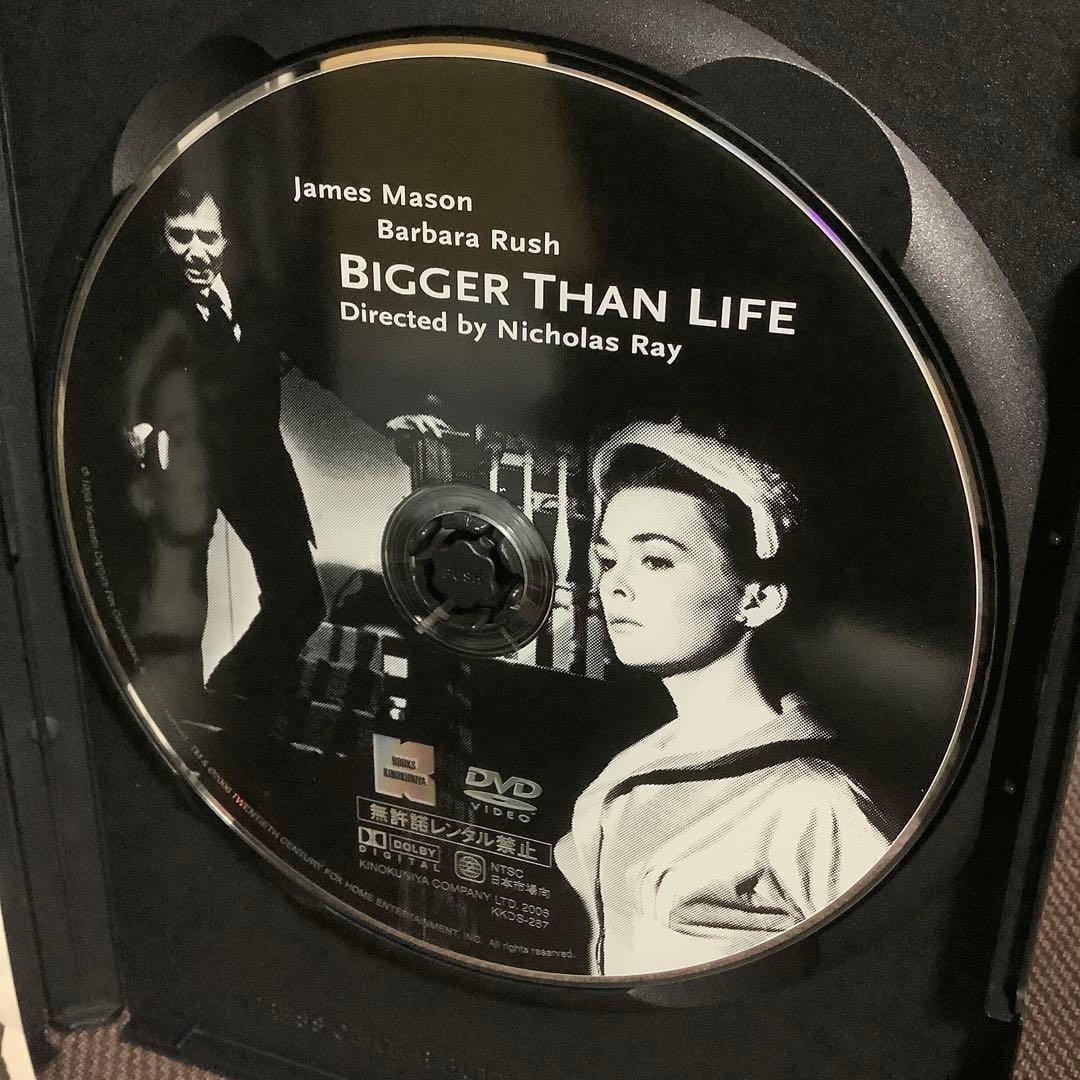 James Mason
Barbara Rush
BIGGER THAN LIFE
Directed by Nicholas Ray
PUSH
BOOKS
KINOKUNIYA
DVD
VIDEO
無許諾レンタル禁止
DOLBY
DIGITAL
NTSC
日本市場向
KINOKUNIYA COMPANY LTD. 2006
KKDS-287
TWENTIETH CENTURY FOX HOME ENTERTAINMENT, INC. All rights reserved.